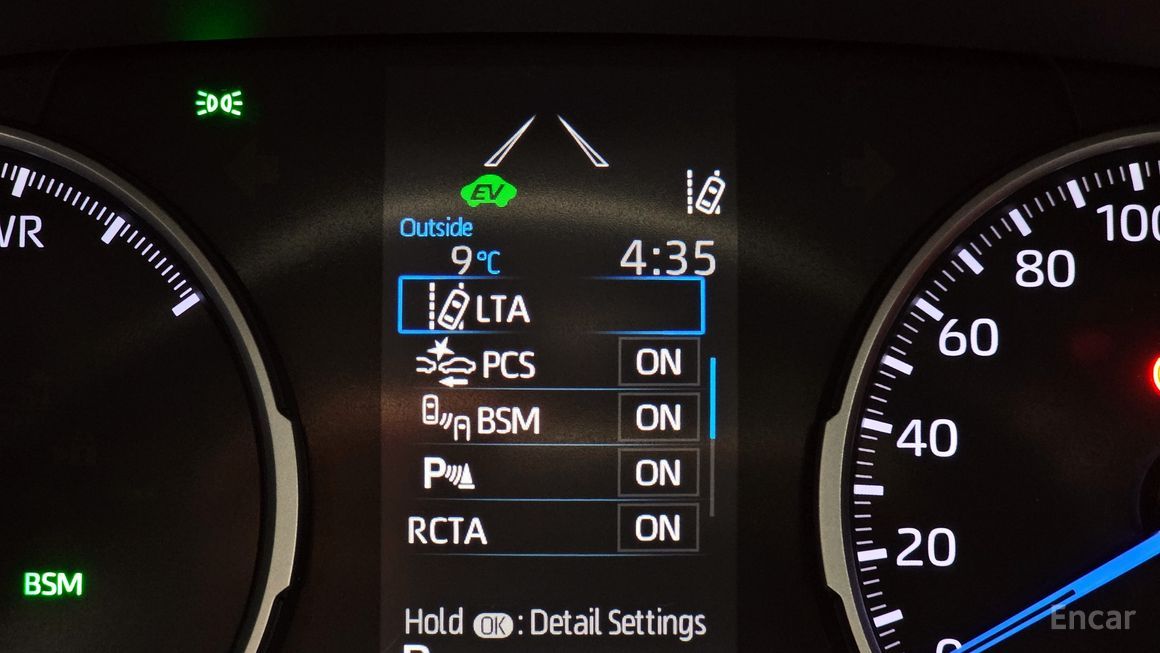 EV
Outside
9°C 4:35
LTA
PCS ON
BSM ON
P ON
RCTA ON
Hold OK : Detail Settings
BSM
100
80
60
40
20
0
Encar